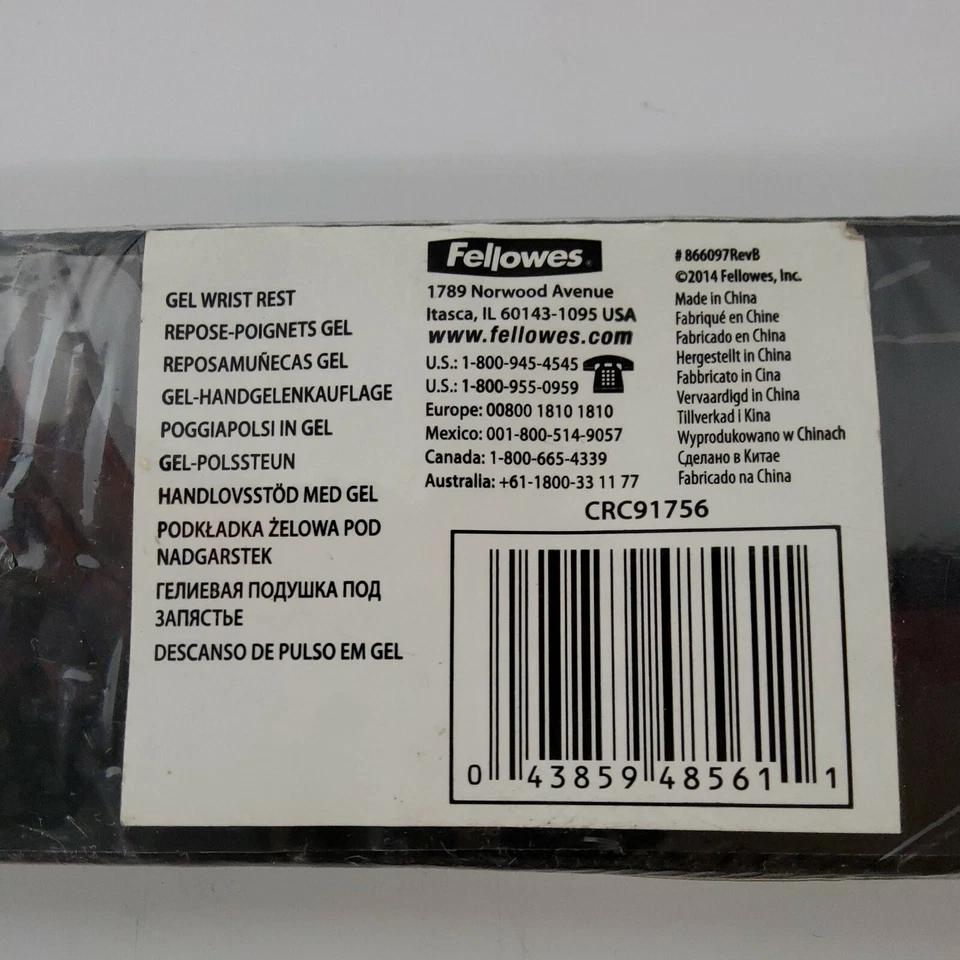 GEL WRIST REST
REPOSE-POIGNETS GEL
REPOSAMUÑECAS GEL
GEL-HANDGELENKAUFLAGE
POGGIAPOLSI IN GEL
GEL-POLSSTEUN
HANDLOVSSTÖD MED GEL
PODKŁADKA ŻELOWA POD
NADGARSTEK
ГЕЛИЕВАЯ ПОДУШКА ПОД
ЗАПЯСТЬЕ
DESCANSO DE PULSO EM GEL
Fellowes®
1789 Norwood Avenue
Itasca, IL 60143-1095 USA
www.fellowes.com
U.S.: 1-800-945-4545
U.S.: 1-800-955-0959
Europe: 00800 1810 1810
Mexico: 001-800-514-9057
Canada: 1-800-665-4339
Australia: +61-1800-33 11 77
# 866097RevB
©2014 Fellowes, Inc.
Made in China
Fabriqué en Chine
Fabricado en China
Hergestellt in China
Fabbricato in Cina
Vervaardigd in China
Tillverkad i Kina
Wyprodukowano w Chinach
Сделано в Китае
Fabricado na China
CRC91756
0 43859 48561 1